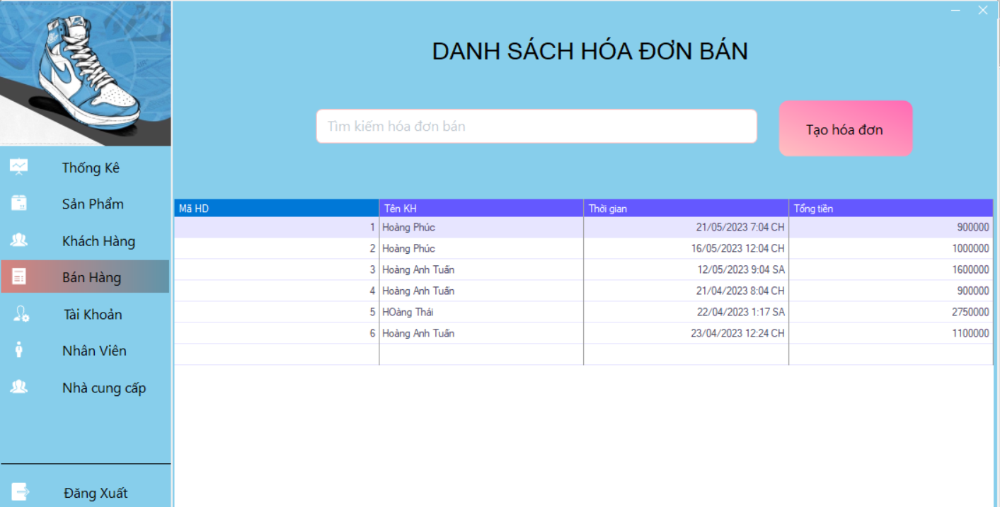 DANH SÁCH HÓA ĐƠN BÁN
Tìm kiếm hóa đơn bán
Tạo hóa đơn
Thống Kê
Sản Phẩm
Khách Hàng
Bán Hàng
Tài Khoản
Nhân Viên
Nhà cung cấp
Đăng Xuất
Mã HD Tên KH Thời gian Tổng tiền
1 Hoàng Phúc 21/05/2023 7:04 CH 900000
2 Hoàng Phúc 16/05/2023 12:04 CH 1000000
3 Hoàng Anh Tuấn 12/05/2023 9:04 SA 1600000
4 Hoàng Anh Tuấn 21/04/2023 8:04 CH 900000
5 HOàng Thái 22/04/2023 1:17 SA 2750000
6 Hoàng Anh Tuấn 23/04/2023 12:24 CH 1100000